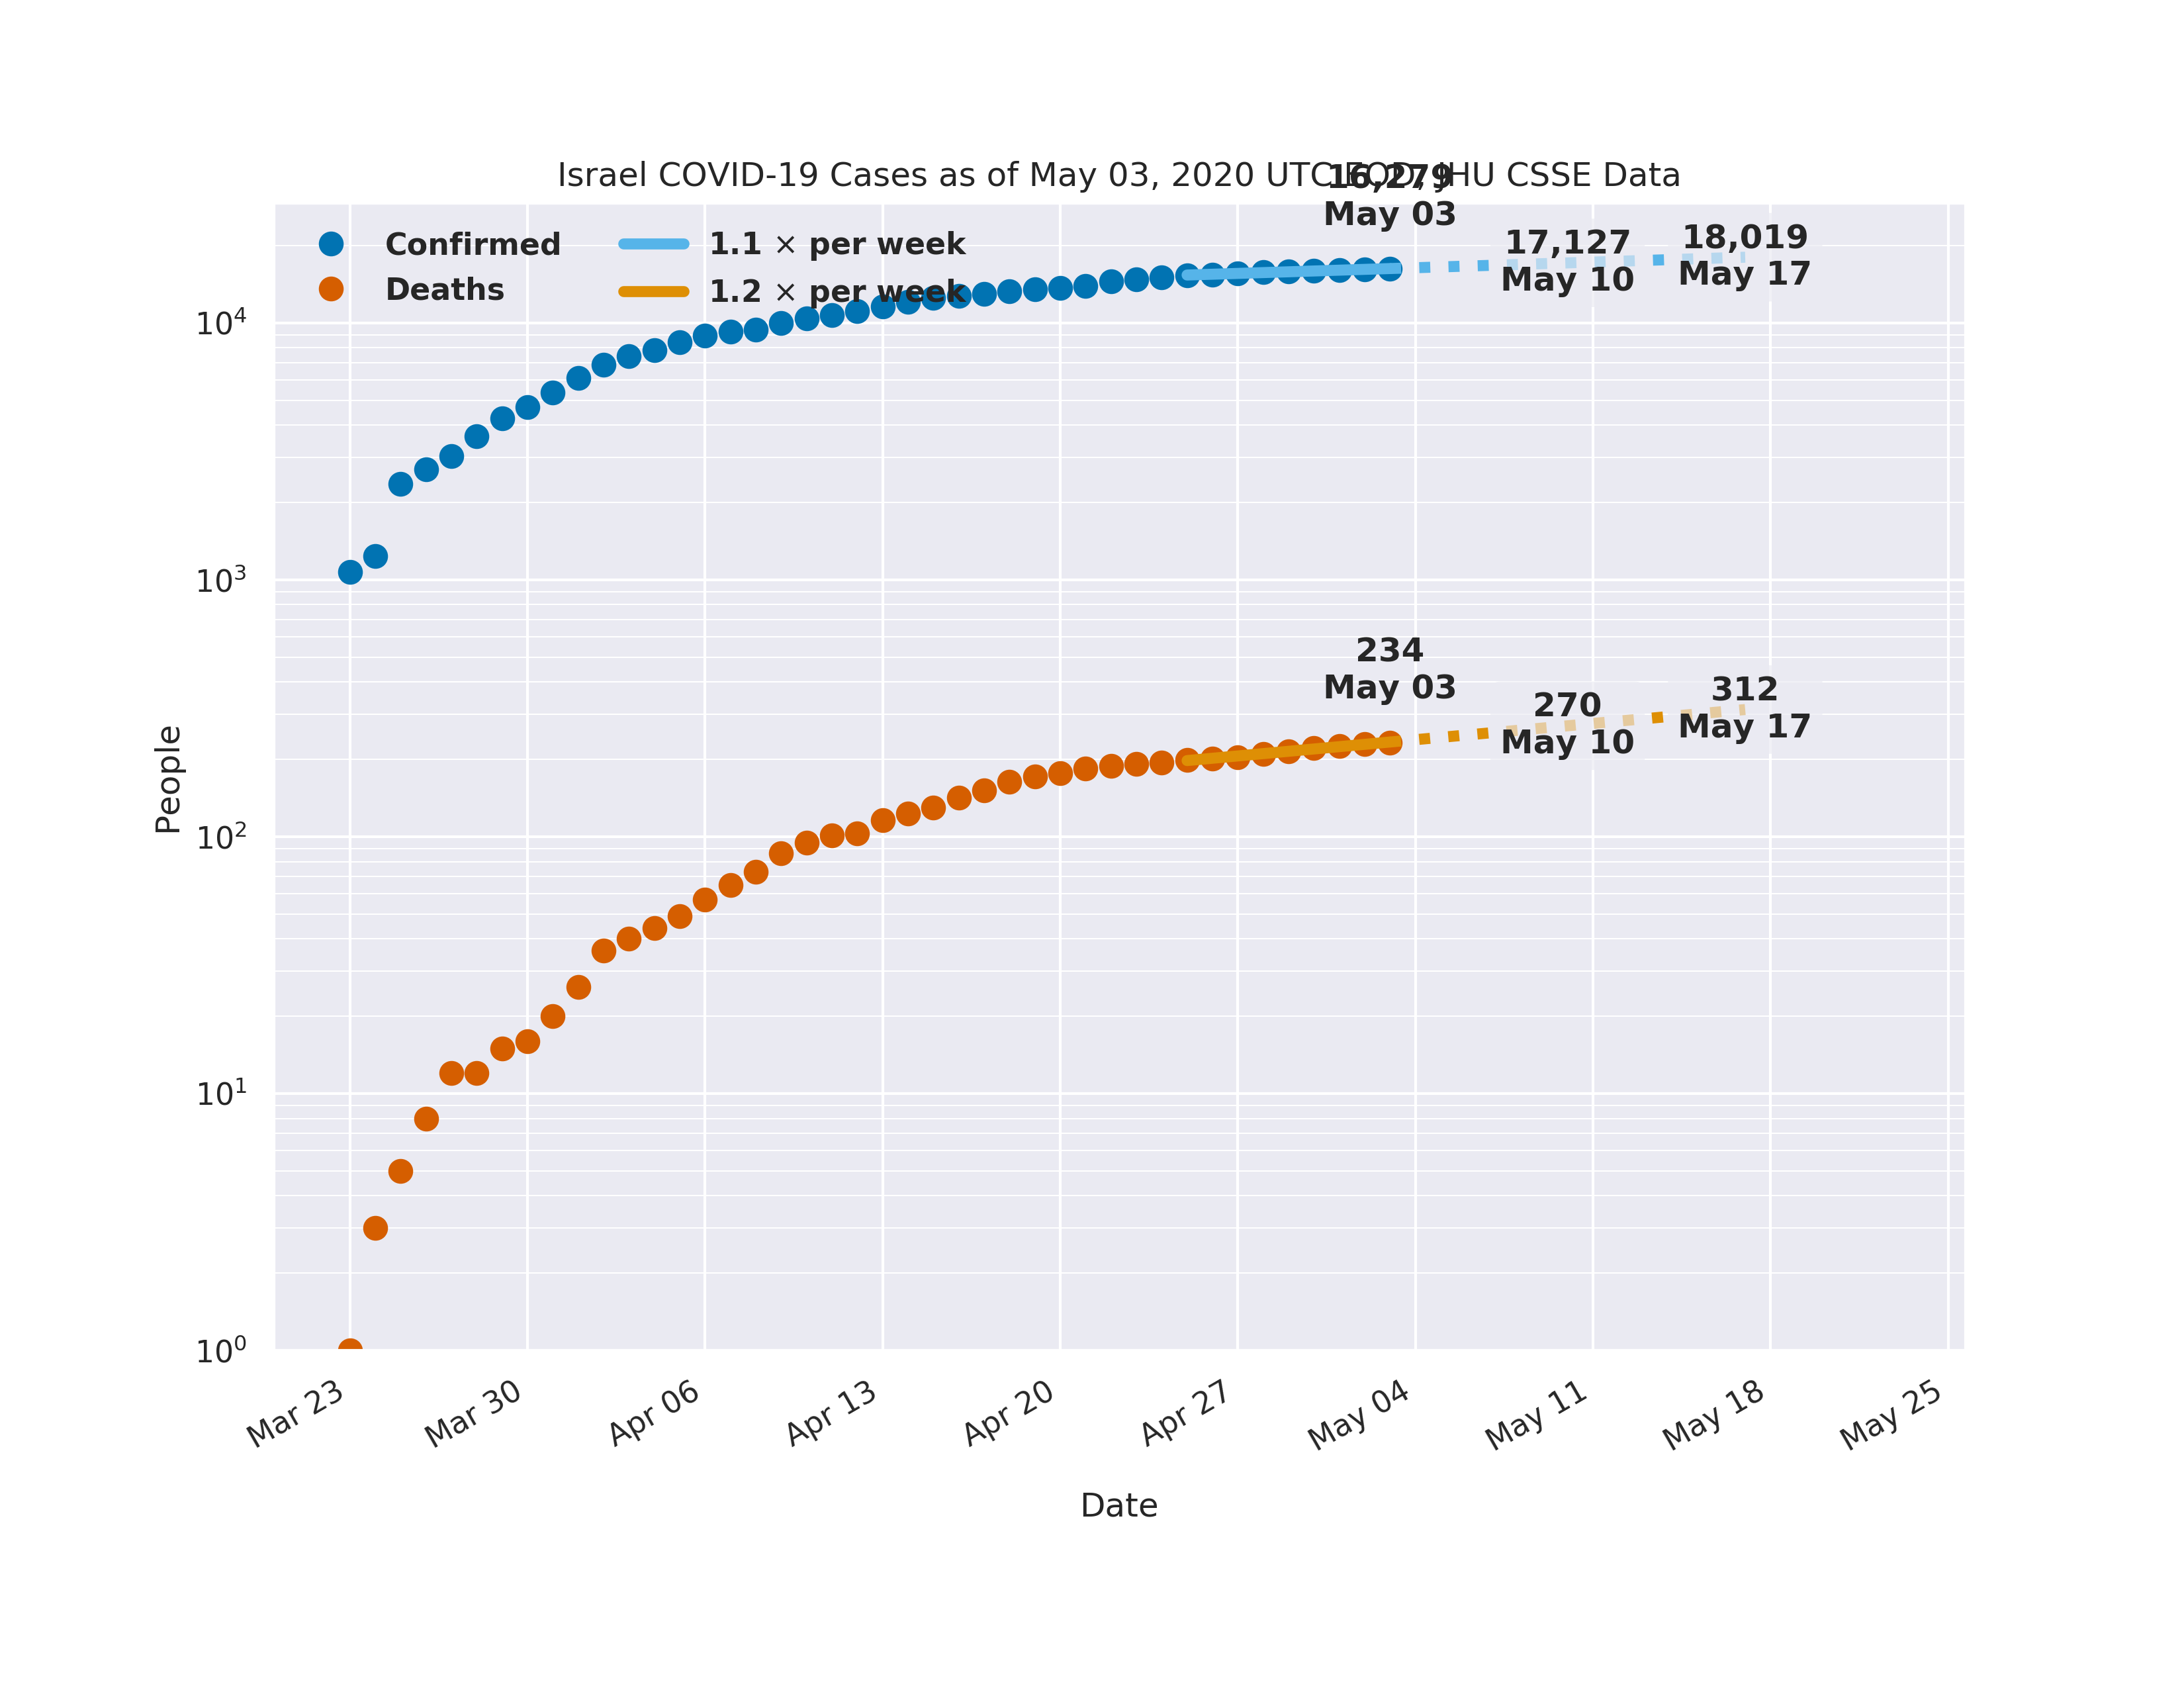 Israel COVID-19 Cases as of May 03, 2020 UTC EOD, JHU CSSE Data
Confirmed
Deaths
1.1 × per week
1.2 × per week
16,279
May 03
17,127
May 10
18,019
May 17
234
May 03
270
May 10
312
May 17
People
10⁴
10³
10²
10¹
10⁰
Mar 23
Mar 30
Apr 06
Apr 13
Apr 20
Apr 27
May 04
May 11
May 18
May 25
Date